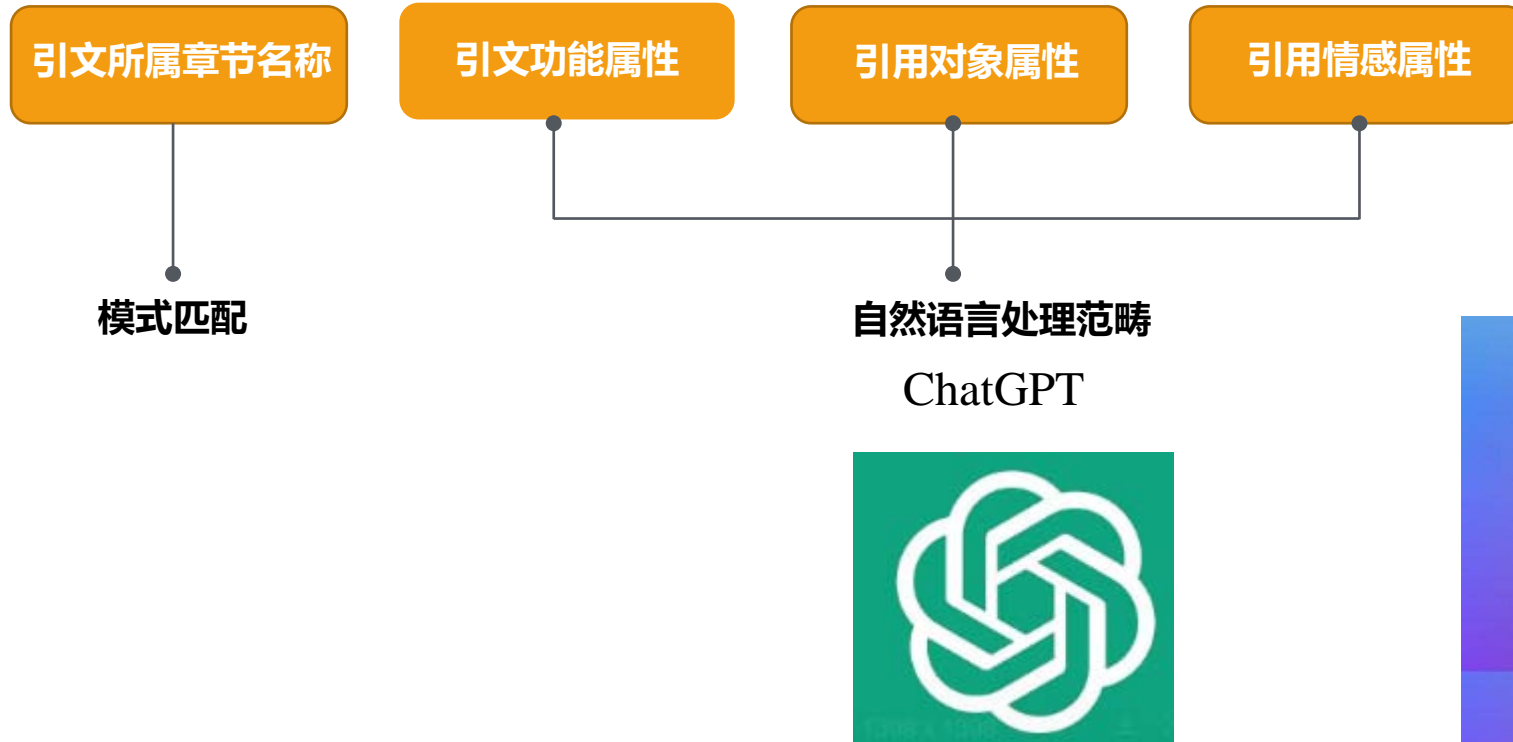 引文所属章节名称
引文功能属性
引用对象属性
引用情感属性
模式匹配
自然语言处理范畴
ChatGPT